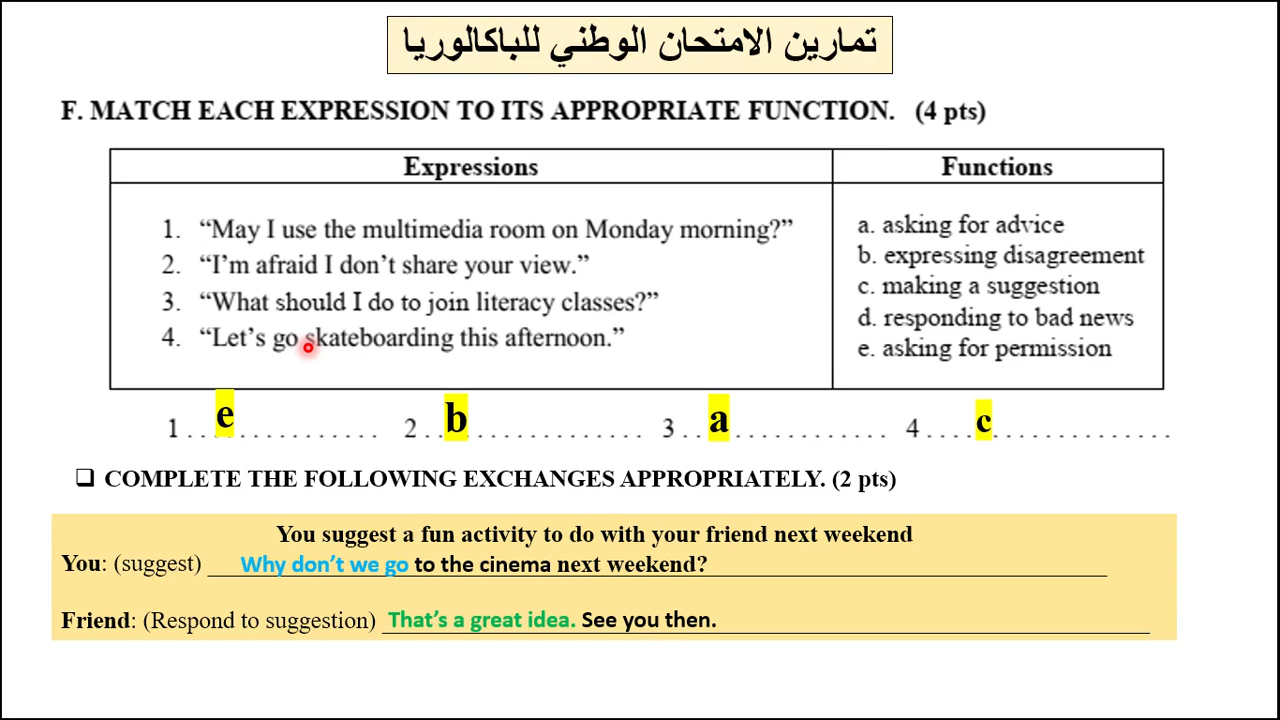 تمارين الامتحان الوطني للباكالوريا
F. MATCH EACH EXPRESSION TO ITS APPROPRIATE FUNCTION. (4 pts)
Expressions
1. “May I use the multimedia room on Monday morning?”
2. “I’m afraid I don’t share your view.”
3. “What should I do to join literacy classes?”
4. “Let’s go skateboarding this afternoon.”
Functions
a. asking for advice
b. expressing disagreement
c. making a suggestion
d. responding to bad news
e. asking for permission
1 . . e . . . . . . . . . . . . 2 . . b . . . . . . . . . . . . . 3 . . a . . . . . . . . . . . . 4 . . . . c . . . . . . . . . . . . . .
❑ COMPLETE THE FOLLOWING EXCHANGES APPROPRIATELY. (2 pts)
You suggest a fun activity to do with your friend next weekend
You: (suggest) Why don’t we go to the cinema next weekend?
Friend: (Respond to suggestion) That’s a great idea. See you then.